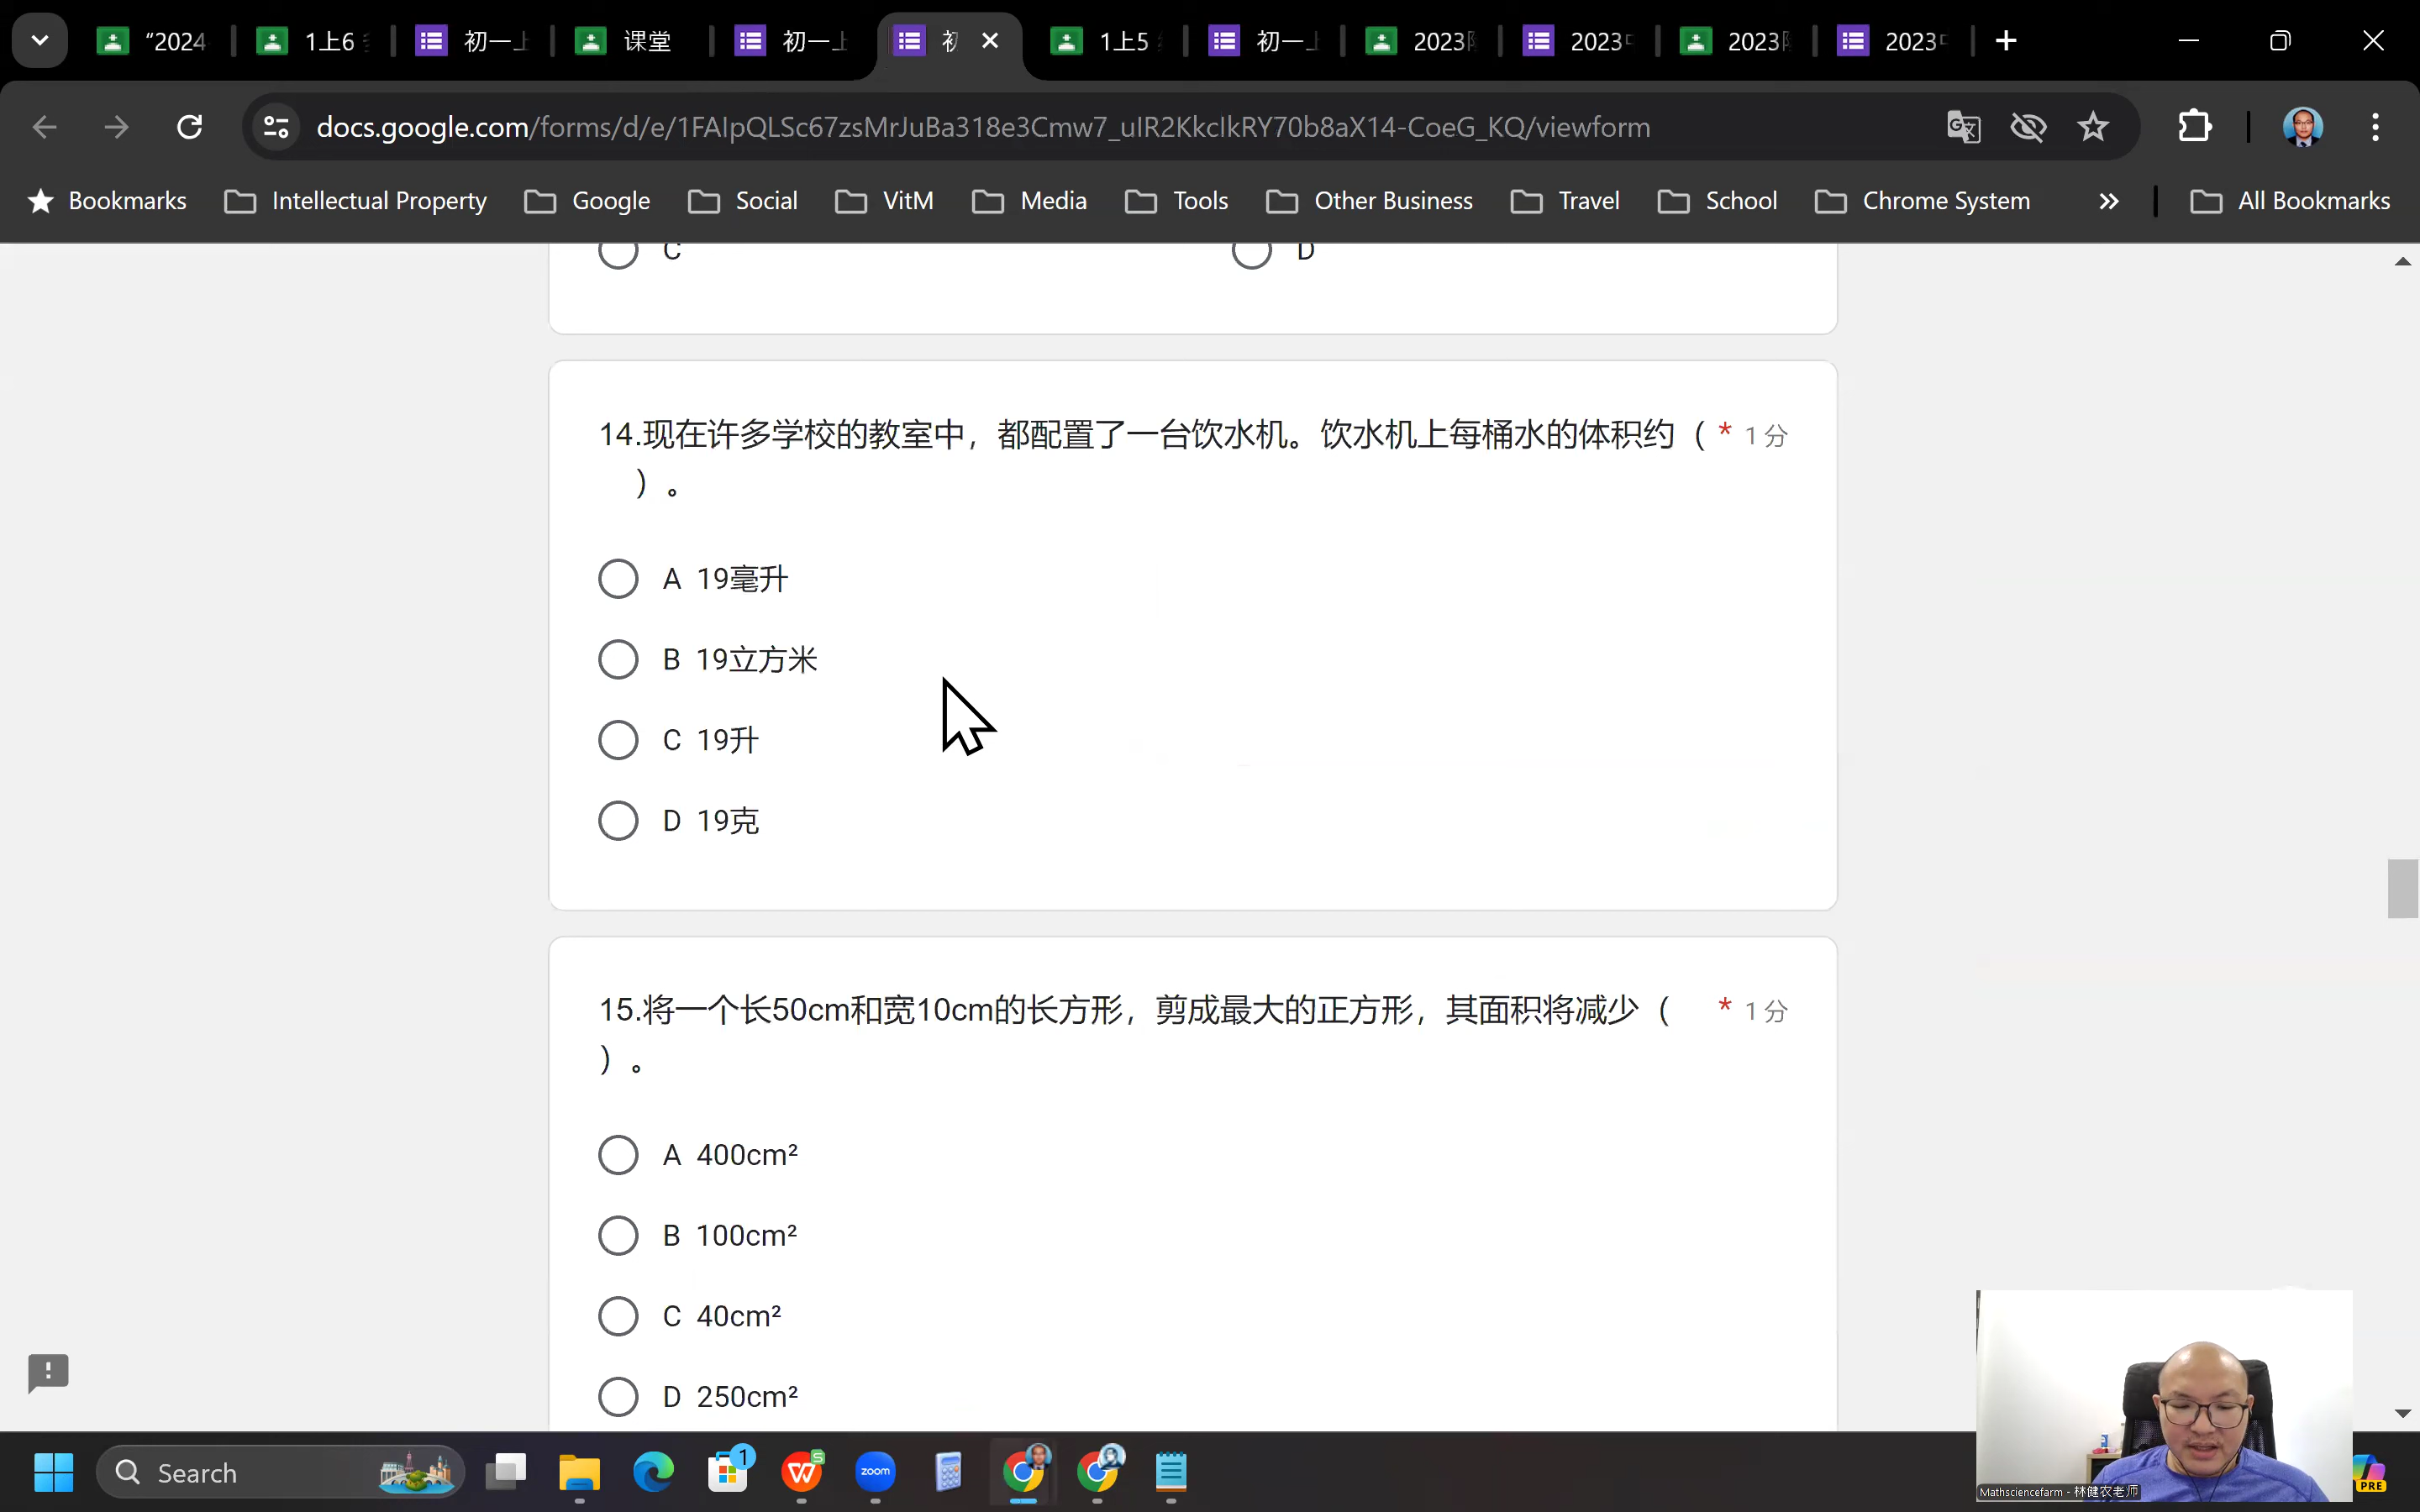 "2024
1上6
初一上
课堂
初一上
初
1上5
初一上
2023
2023
2023
2023
docs.google.com/forms/d/e/1FAIpQLSc67zsMrJuBa318e3Cmw7_uIR2KkclkRY70b8aX14-CoeG_KQ/viewform
Bookmarks
Intellectual Property
Google
Social
VitM
Media
Tools
Other Business
Travel
School
Chrome System
All Bookmarks
C
D
14.现在许多学校的教室中，都配置了一台饮水机。饮水机上每桶水的体积约（ * 1分
）。
A 19毫升
B 19立方米
C 19升
D 19克
15.将一个长50cm和宽10cm的长方形，剪成最大的正方形，其面积将减少（ * 1分
）。
A 400cm²
B 100cm²
C 40cm²
D 250cm²
Search
1
S
zoom
PRE
Mathsciencefarm - 林健农老师